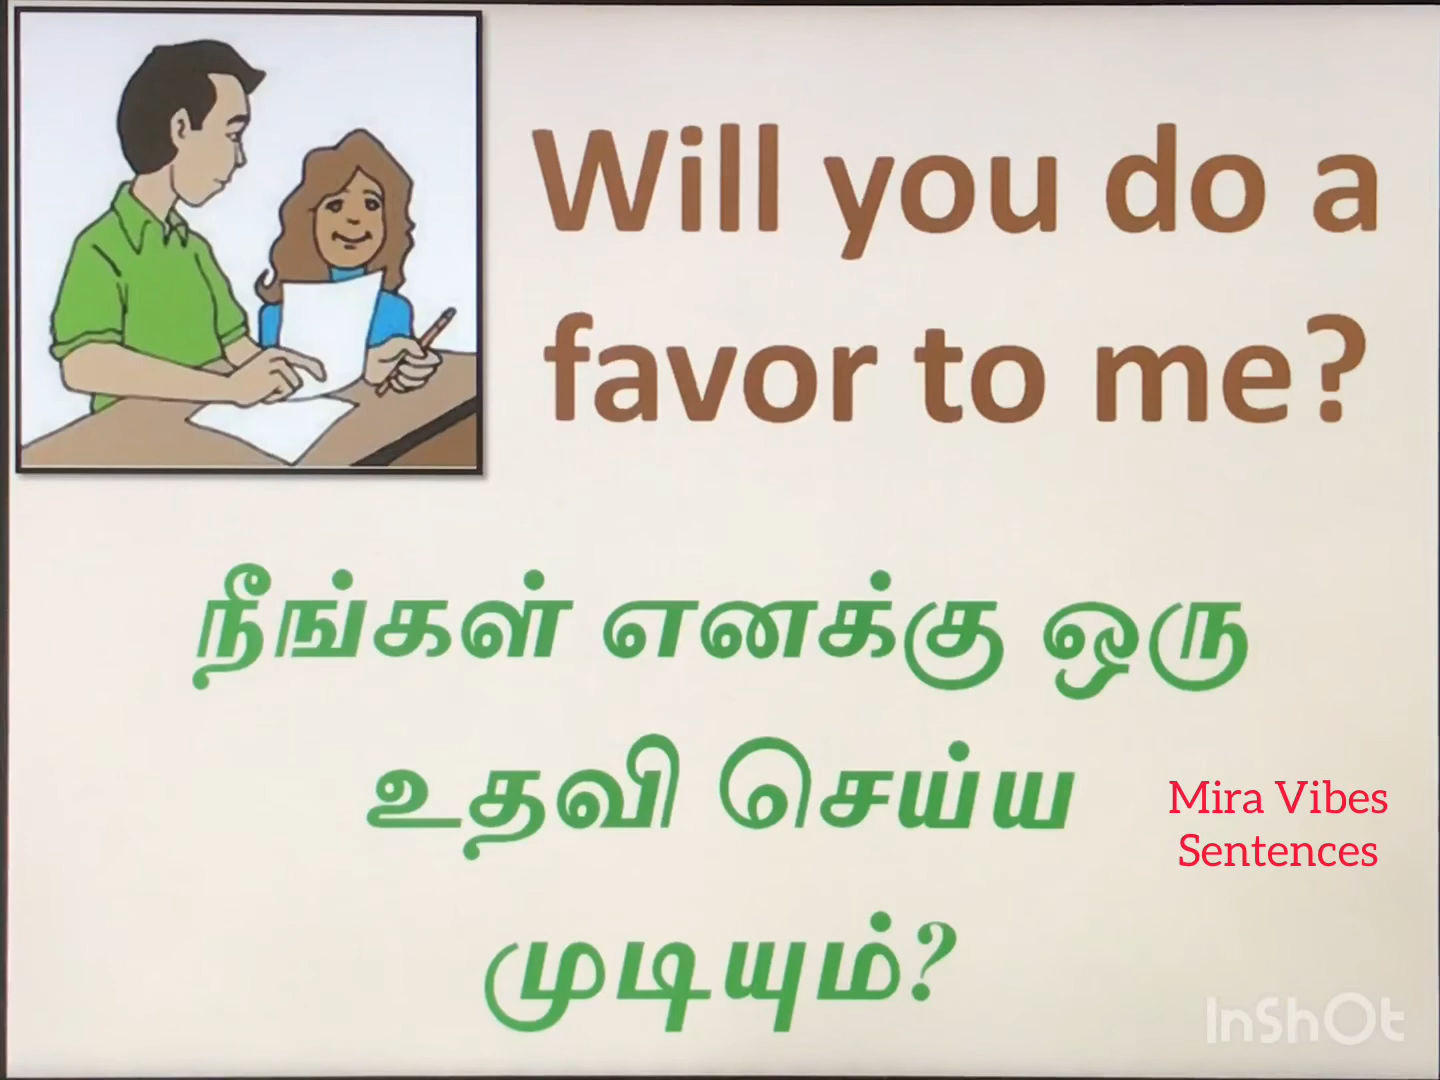 Will you do a
favor to me?
நீங்கள் எனக்கு ஒரு
உதவி செய்ய
முடியும்?
Mira Vibes
Sentences
InShOt